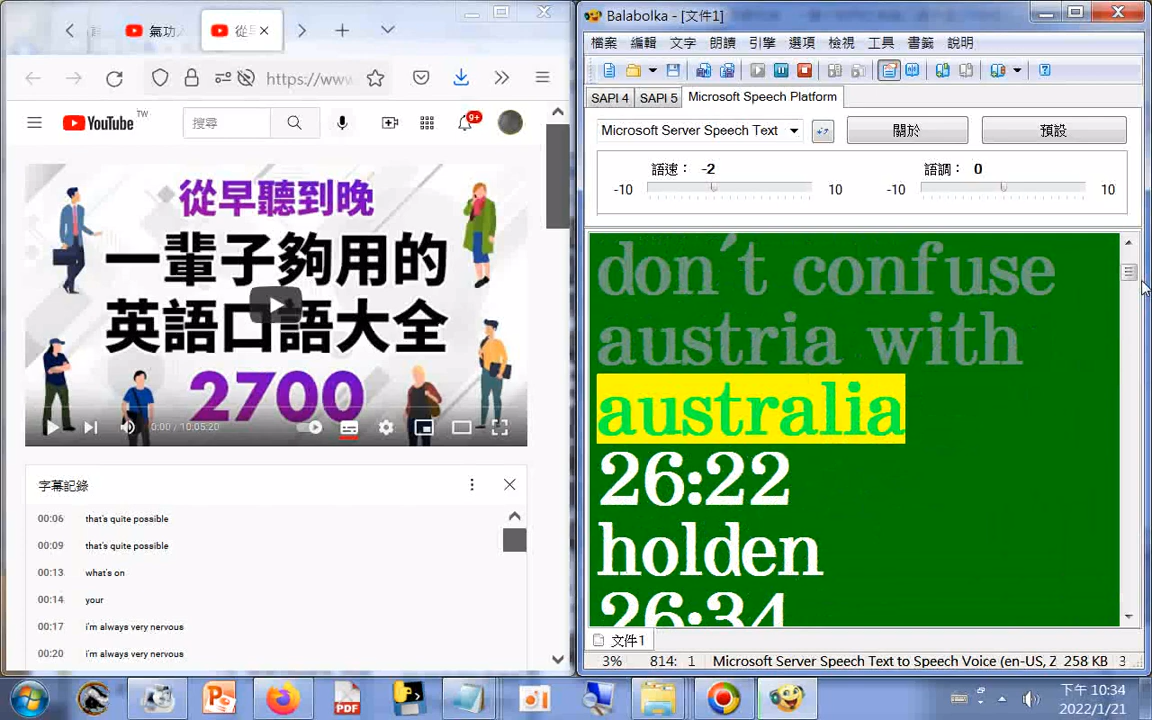 氣功
從
https://www
YouTube TW
搜尋
9+
從早聽到晚
一輩子夠用的
英語口語大全
2700
0:00 / 10:05:20
字幕記錄
00:06 that's quite possible
00:09 that's quite possible
00:13 what's on
00:14 your
00:17 i'm always very nervous
00:20 i'm always very nervous
Balabolka - [文件1]
檔案 編輯 文字 朗讀 引擎 選項 檢視 工具 書籤 說明
SAPI 4 SAPI 5 Microsoft Speech Platform
Microsoft Server Speech Text 關於 預設
語速： -2 語調： 0
-10 10 -10 10
don´t confuse
austria with
australia
26:22
holden
26:34
文件1
3% 814: 1 Microsoft Server Speech Text to Speech Voice (en-US, Z 258 KB 3
PDF
下午 10:34
2022/1/21